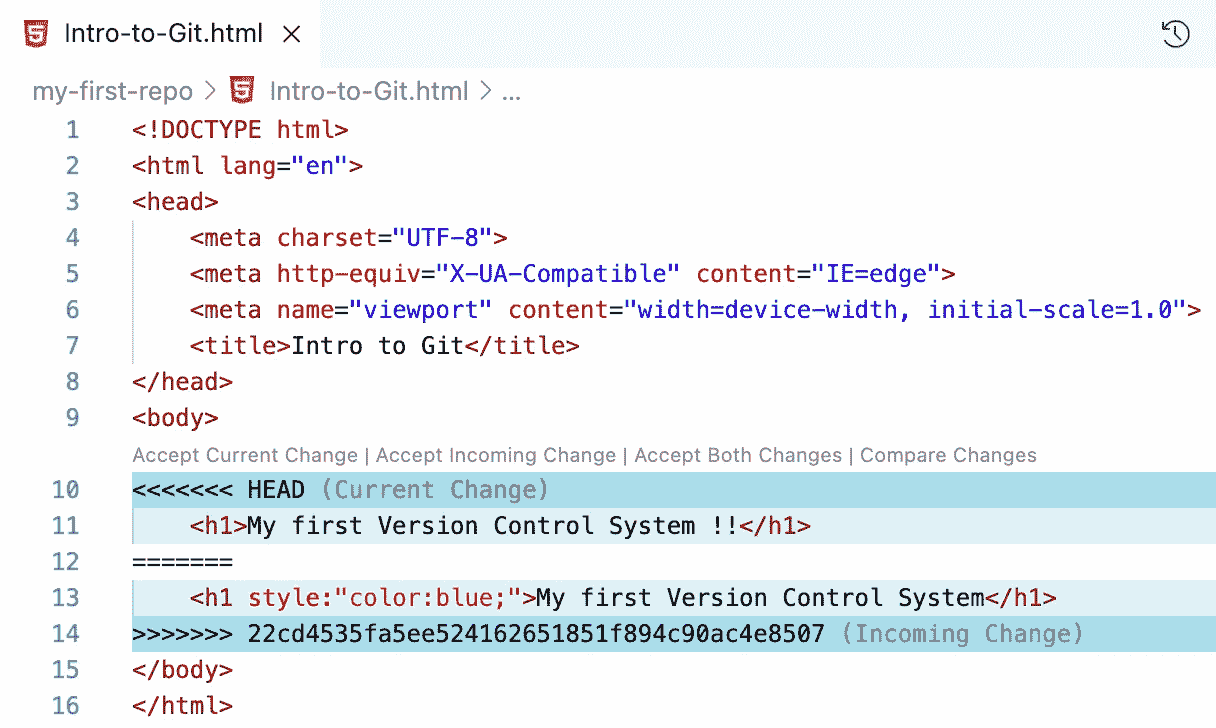 Intro-to-Git.html
my-first-repo > Intro-to-Git.html > ...
1 <!DOCTYPE html>
2 <html lang="en">
3 <head>
4     <meta charset="UTF-8">
5     <meta http-equiv="X-UA-Compatible" content="IE=edge">
6     <meta name="viewport" content="width=device-width, initial-scale=1.0">
7     <title>Intro to Git</title>
8 </head>
9 <body>
Accept Current Change | Accept Incoming Change | Accept Both Changes | Compare Changes
10 <<<<<<< HEAD (Current Change)
11     <h1>My first Version Control System !!</h1>
12 =======
13     <h1 style:"color:blue;">My first Version Control System</h1>
14 >>>>>>> 22cd4535fa5ee524162651851f894c90ac4e8507 (Incoming Change)
15 </body>
16 </html>